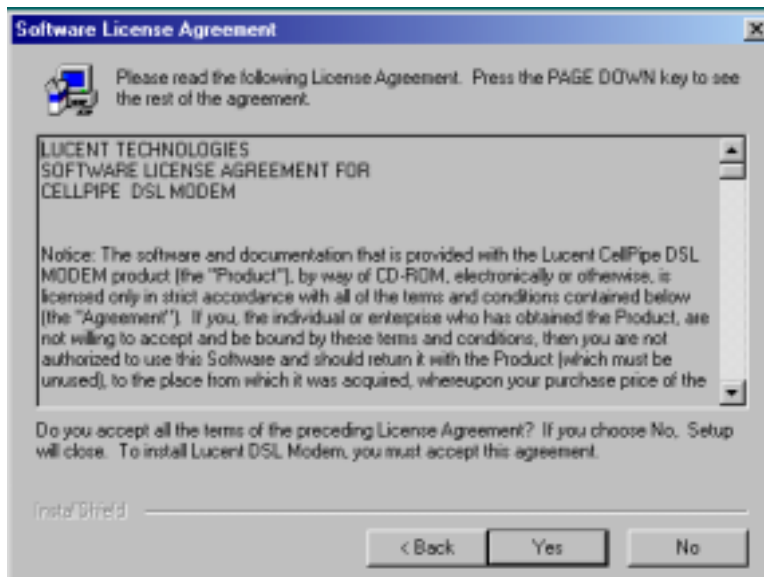 Software License Agreement
Please read the following License Agreement. Press the PAGE DOWN key to see
the rest of the agreement.
LUCENT TECHNOLOGIES
SOFTWARE LICENSE AGREEMENT FOR
CELLPIPE DSL MODEM
Notice: The software and documentation that is provided with the Lucent CellPipe DSL
MODEM product (the "Product"), by way of CD-ROM, electronically or otherwise, is
licensed only in strict accordance with all of the terms and conditions contained below
(the "Agreement"). If you, the individual or enterprise who has obtained the Product, are
not willing to accept and be bound by these terms and conditions, then you are not
authorized to use this Software and should return it with the Product (which must be
unused), to the place from which it was acquired, whereupon your purchase price of the
Do you accept all the terms of the preceding License Agreement? If you choose No, Setup
will close. To install Lucent DSL Modem, you must accept this agreement.
InstallShield
< Back
Yes
No